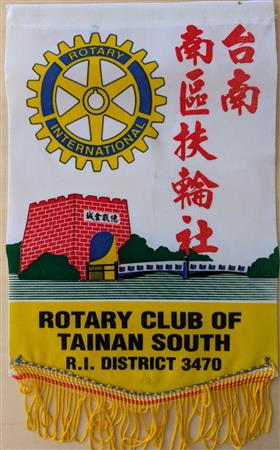 ROTARY
INTERNATIONAL
台南
南區扶輪社
億載金城
ROTARY CLUB OF
TAINAN SOUTH
R.I. DISTRICT 3470